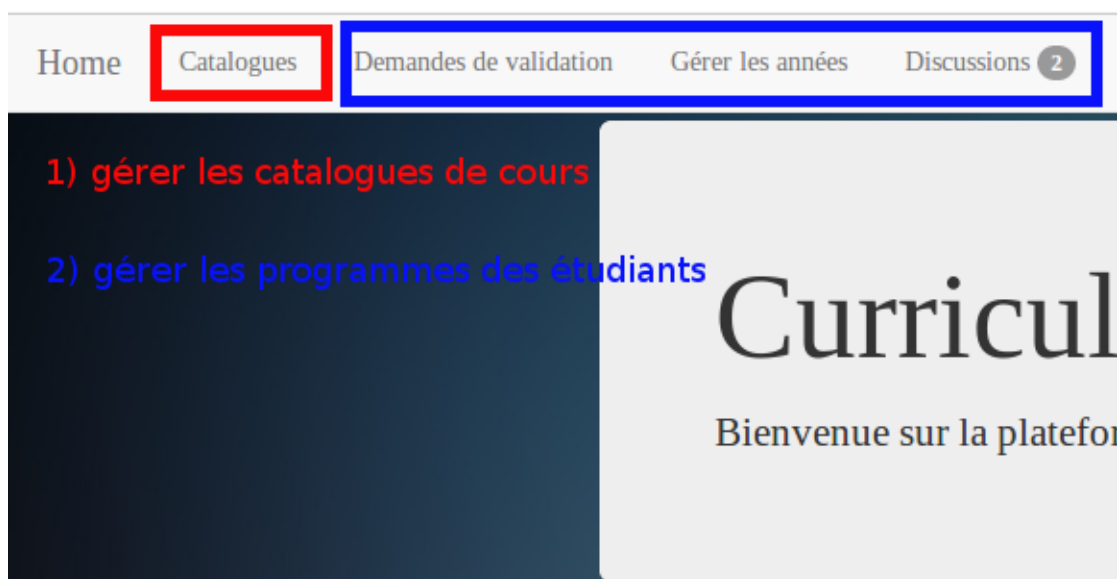 Home Catalogues Demandes de validation Gérer les années Discussions 2
1) gérer les catalogues de cours
2) gérer les programmes des étudiants
Curricul
Bienvenue sur la platefor